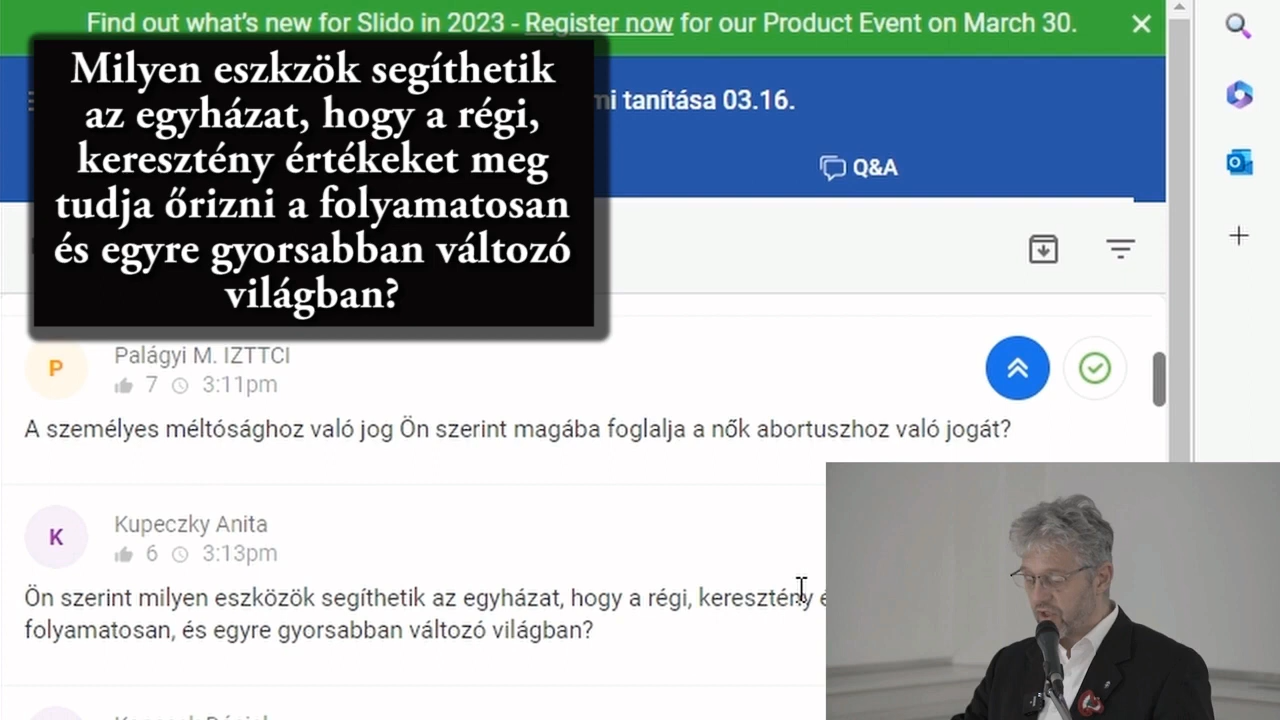 Find out what's new for Slido in 2023 - Register now for our Product Event on March 30.
Milyen eszkzök segíthetik
az egyházat, hogy a régi,
keresztény értékeket meg
tudja őrizni a folyamatosan
és egyre gyorsabban változó
világban?
tanítása 03.16.
Q&A
P
Palágyi M. IZTTCI
7 3:11pm
A személyes méltósághoz való jog Ön szerint magába foglalja a nők abortuszhoz való jogát?
K
Kupeczky Anita
6 3:13pm
Ön szerint milyen eszközök segíthetik az egyházat, hogy a régi, keresztény
folyamatosan, és egyre gyorsabban változó világban?